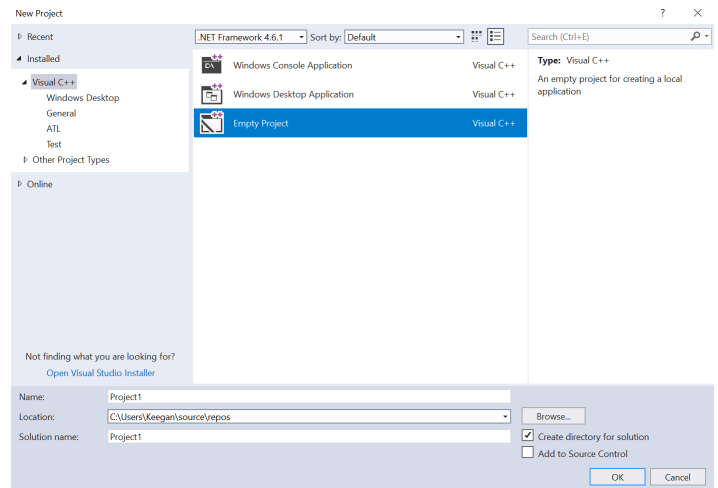 New Project
? 
Recent
.NET Framework 4.6.1 Sort by: Default
Search (Ctrl+E)
Installed
Visual C++
Windows Desktop
General
ATL
Test
Other Project Types
Online
Windows Console Application Visual C++
Windows Desktop Application Visual C++
Empty Project Visual C++
Type: Visual C++
An empty project for creating a local
application
Not finding what you are looking for?
Open Visual Studio Installer
Name: Project1
Location: C:\Users\Keegan\source\repos Browse...
Solution name: Project1
Create directory for solution
Add to Source Control
OK Cancel